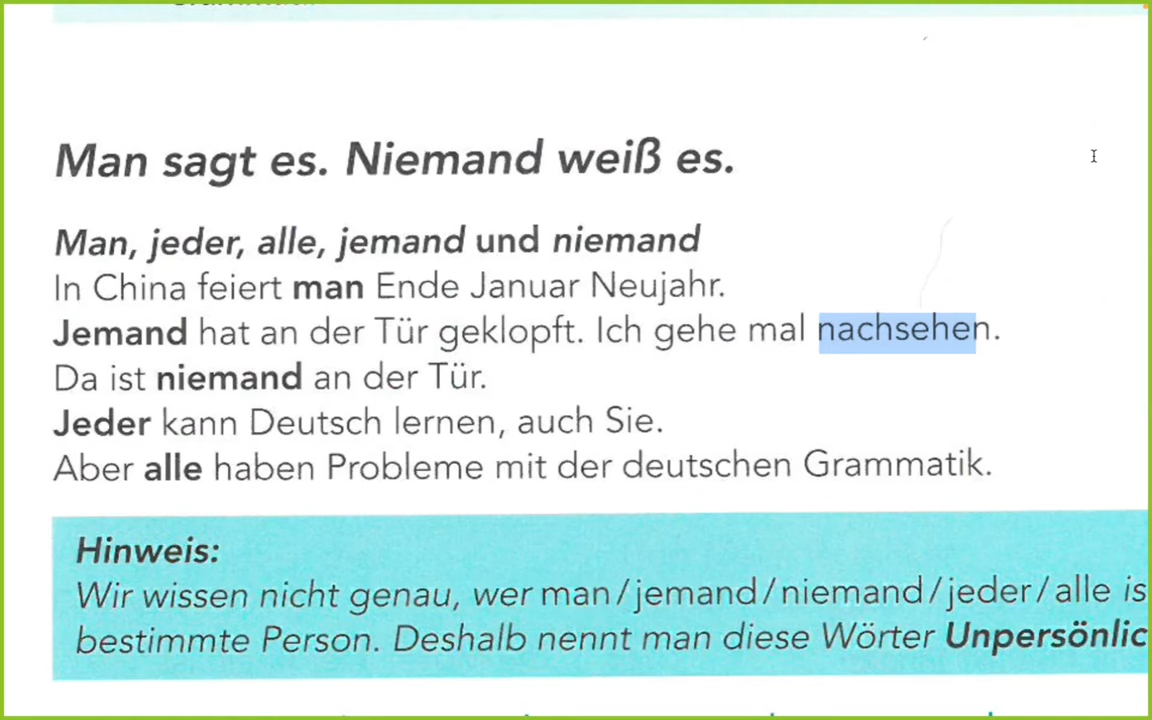 Man sagt es. Niemand weiß es.
Man, jeder, alle, jemand und niemand
In China feiert man Ende Januar Neujahr.
Jemand hat an der Tür geklopft. Ich gehe mal nachsehen.
Da ist niemand an der Tür.
Jeder kann Deutsch lernen, auch Sie.
Aber alle haben Probleme mit der deutschen Grammatik.
Hinweis:
Wir wissen nicht genau, wer man/jemand/niemand/jeder/alle is
bestimmte Person. Deshalb nennt man diese Wörter Unpersönlic